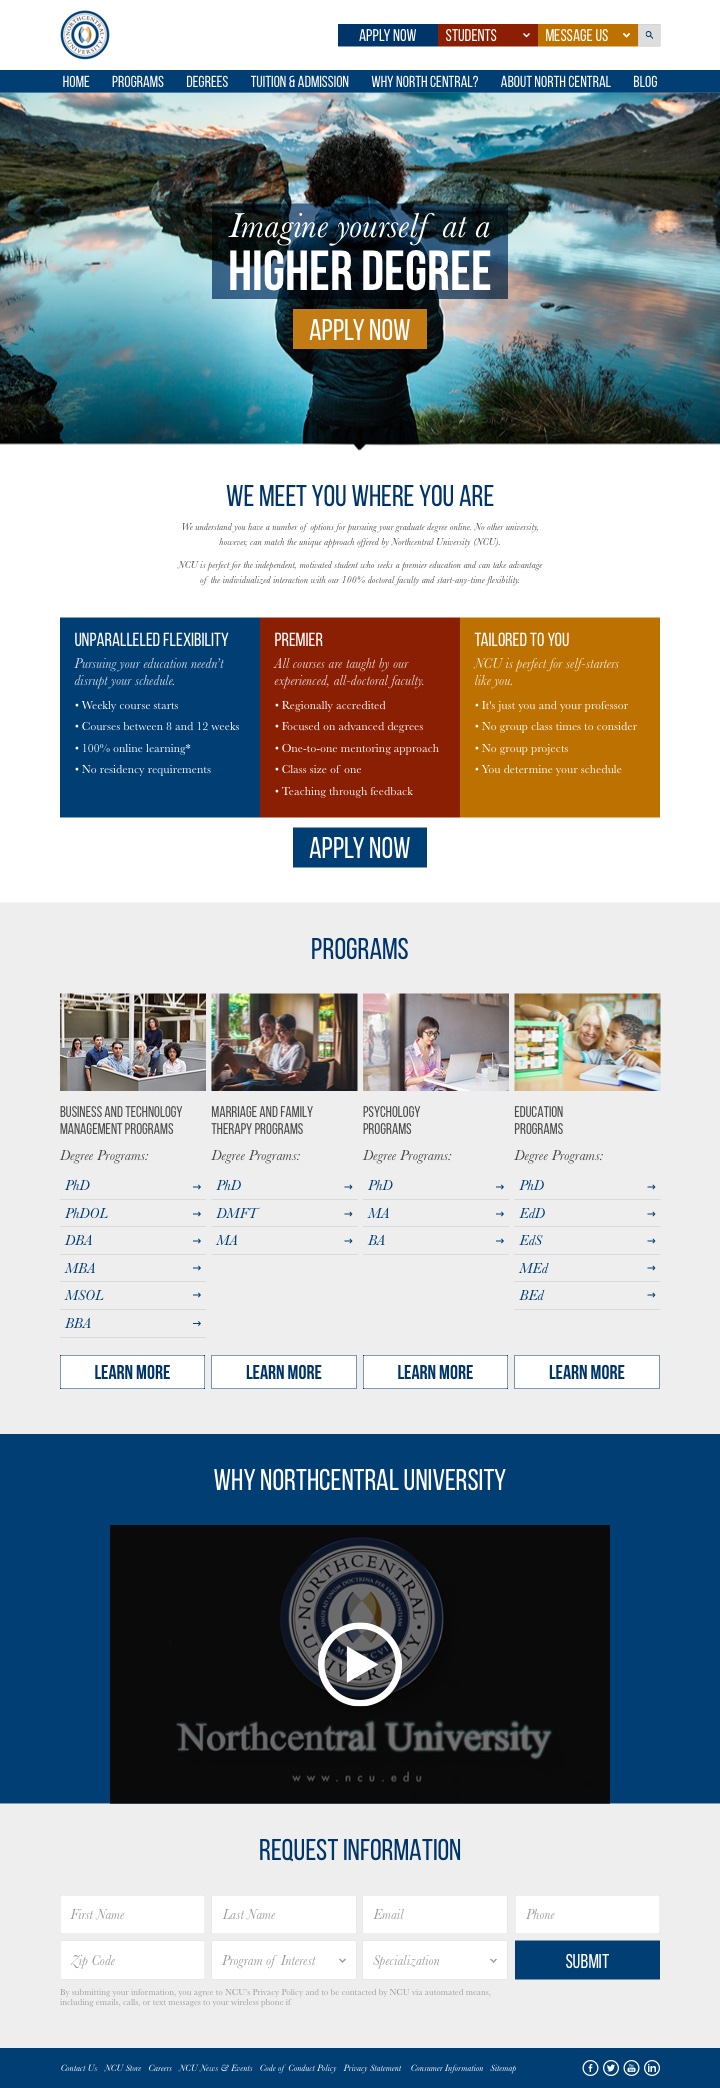 NORTHCENTRAL
UNIVERSITY
APPLY NOW
STUDENTS
MESSAGE US
HOME PROGRAMS DEGREES TUITION & ADMISSION WHY NORTH CENTRAL? ABOUT NORTH CENTRAL BLOG
Imagine yourself at a
HIGHER DEGREE
APPLY NOW
WE MEET YOU WHERE YOU ARE
We understand you have a number of options for pursuing your graduate degree online. No other university,
however, can match the unique approach offered by Northcentral University (NCU).
NCU is perfect for the independent, motivated student who seeks a premier education and can take advantage
of the individualized interaction with our 100% doctoral faculty and start-any-time flexibility.
UNPARALLELED FLEXIBILITY
Pursuing your education needn't
disrupt your schedule.
• Weekly course starts
• Courses between 8 and 12 weeks
• 100% online learning*
• No residency requirements
PREMIER
All courses are taught by our
experienced, all-doctoral faculty.
• Regionally accredited
• Focused on advanced degrees
• One-to-one mentoring approach
• Class size of one
• Teaching through feedback
TAILORED TO YOU
NCU is perfect for self-starters
like you.
• It's just you and your professor
• No group class times to consider
• No group projects
• You determine your schedule
APPLY NOW
PROGRAMS
BUSINESS AND TECHNOLOGY
MANAGEMENT PROGRAMS
Degree Programs:
PhD
PhDOL
DBA
MBA
MSOL
BBA
LEARN MORE
MARRIAGE AND FAMILY
THERAPY PROGRAMS
Degree Programs:
PhD
DMFT
MA
LEARN MORE
PSYCHOLOGY
PROGRAMS
Degree Programs:
PhD
MA
BA
LEARN MORE
EDUCATION
PROGRAMS
Degree Programs:
PhD
EdD
EdS
MEd
BEd
LEARN MORE
WHY NORTHCENTRAL UNIVERSITY
NORTHCENTRAL
UNIVERSITY
Northcentral University
www.ncu.edu
REQUEST INFORMATION
First Name
Last Name
Email
Phone
Zip Code
Program of Interest
Specialization
SUBMIT
By submitting your information, you agree to NCU's Privacy Policy and to be contacted by NCU via automated means,
including emails, calls, or text messages to your wireless phone if
Contact Us NCU Store Careers NCU News & Events Code of Conduct Policy Privacy Statement Consumer Information Sitemap